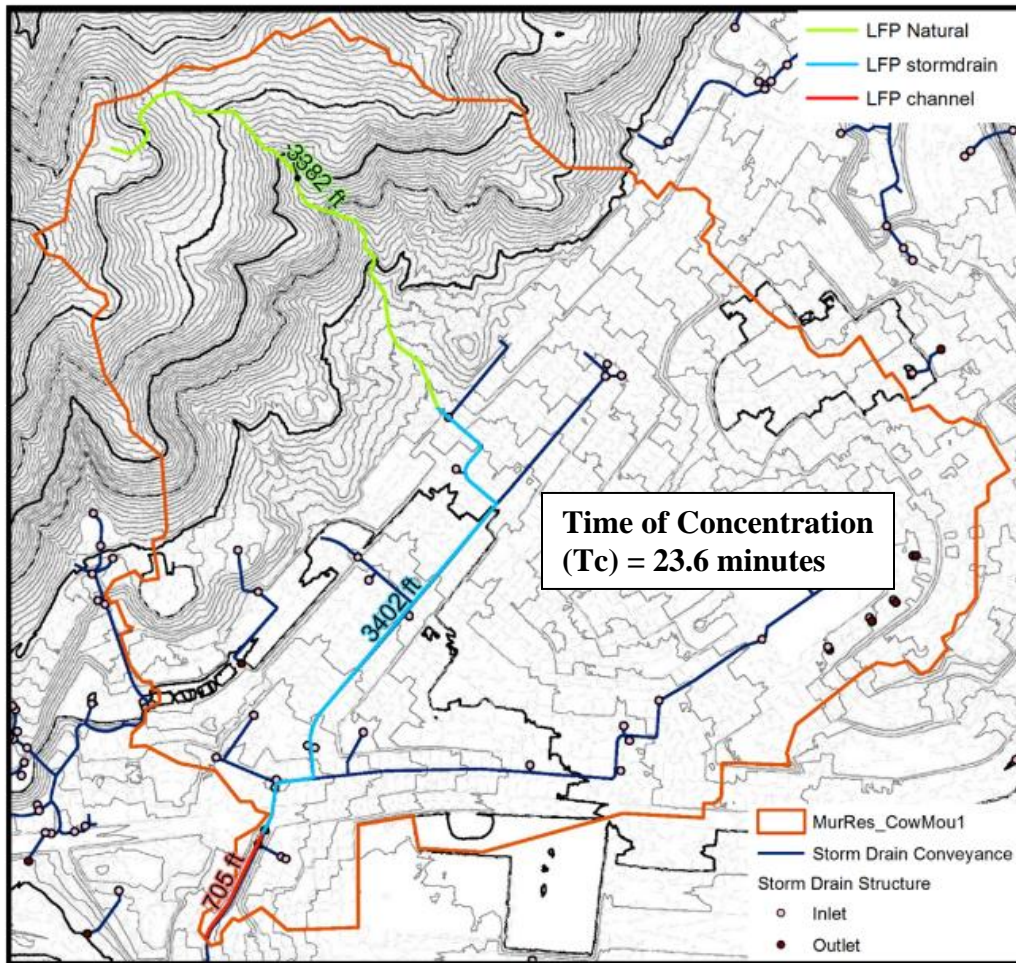 LFP Natural
LFP stormdrain
LFP channel
3382 ft
Time of Concentration
(Tc) = 23.6 minutes
3402 ft
705 ft
MurRes_CowMou1
Storm Drain Conveyance
Storm Drain Structure
Inlet
Outlet